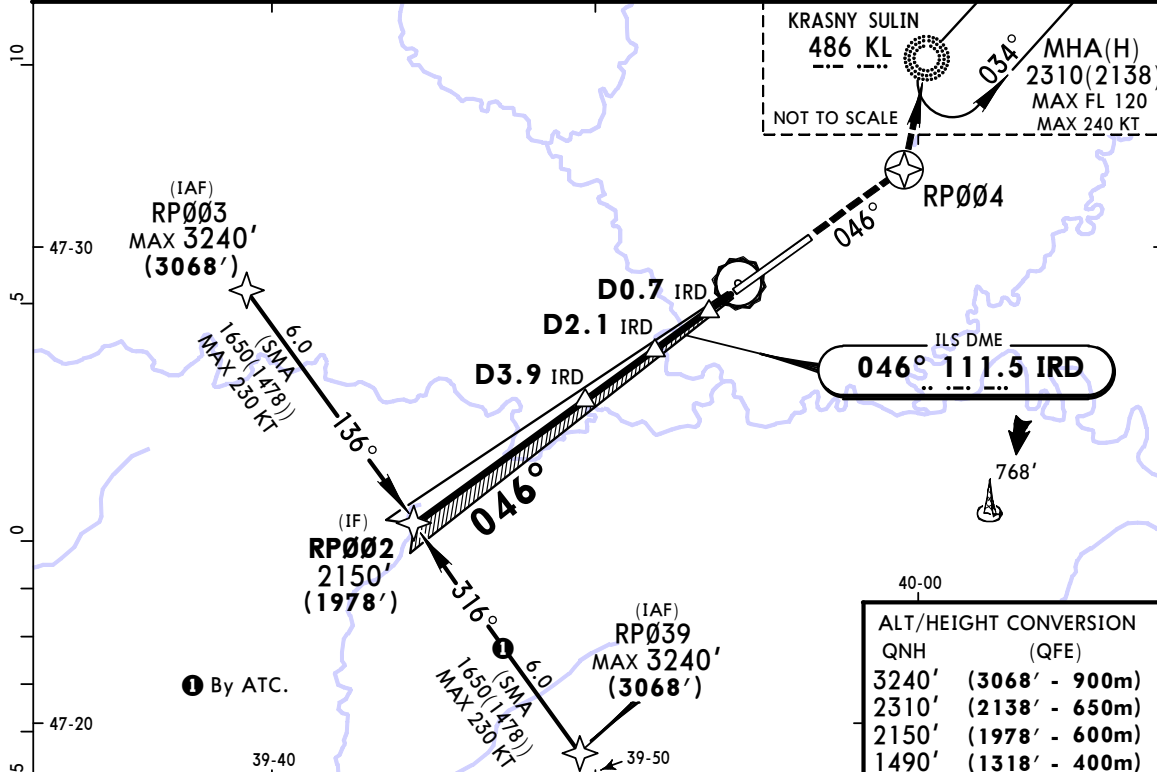 10
KRASNY SULIN
486 KL
034°
MHA(H)
2310(2138)
MAX FL 120
MAX 240 KT
NOT TO SCALE
RPØØ4
046°
(IAF)
RPØØ3
MAX 3240'
(3068')
47-30
5
6.0
(SMA
1650(1478))
MAX 230 KT
136°
D0.7 IRD
D2.1 IRD
D3.9 IRD
ILS DME
046° 111.5 IRD
768'
046°
0
(IF)
RPØØ2
2150'
(1978')
316°
❶
6.0
(SMA
1650(1478))
MAX 230 KT
(IAF)
RPØ39
MAX 3240'
(3068')
❶ By ATC.
47-20
5
39-40
39-50
40-00
ALT/HEIGHT CONVERSION
QNH (QFE)
3240' (3068' - 900m)
2310' (2138' - 650m)
2150' (1978' - 600m)
1490' (1318' - 400m)